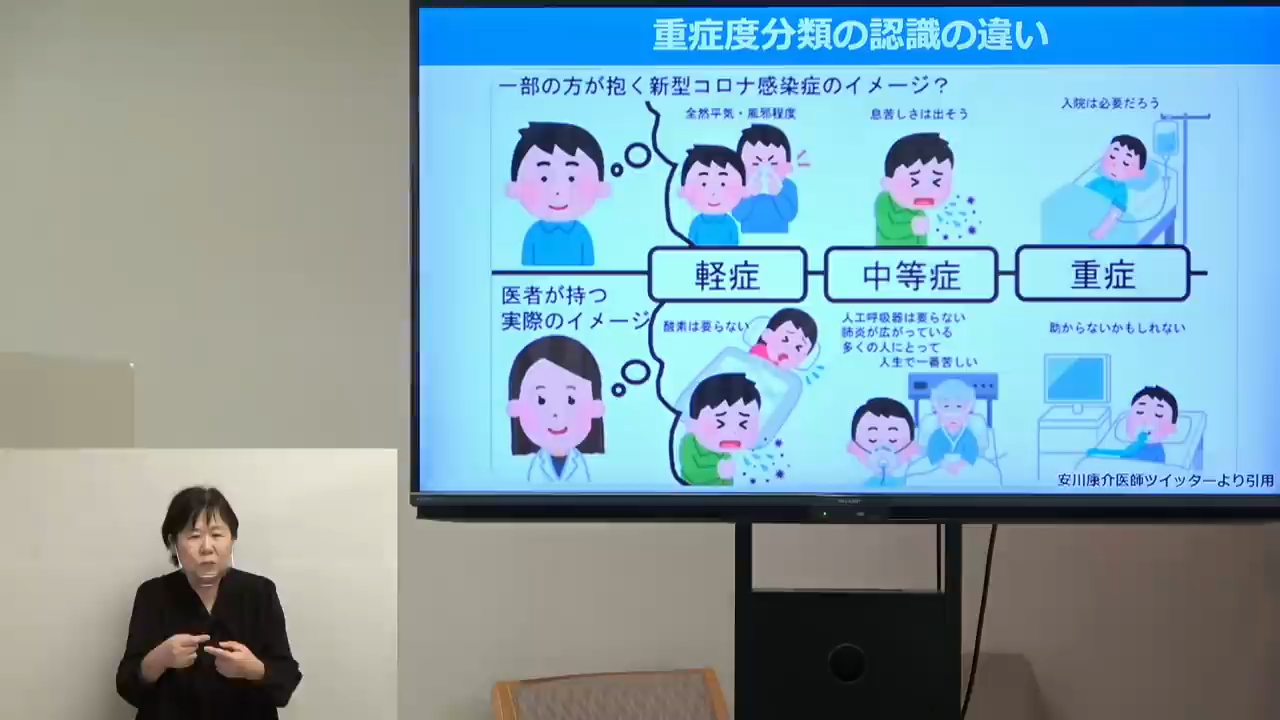 重症度分類の認識の違い
一部の方が抱く新型コロナ感染症のイメージ？
全然平気・風邪程度
息苦しさは出そう
入院は必要だろう
軽症
中等症
重症
医者が持つ
実際のイメージ
酸素は要らない
人工呼吸器は要らない
肺炎が広がっている
多くの人にとって
人生で一番苦しい
助からないかもしれない
安川康介医師ツイッターより引用